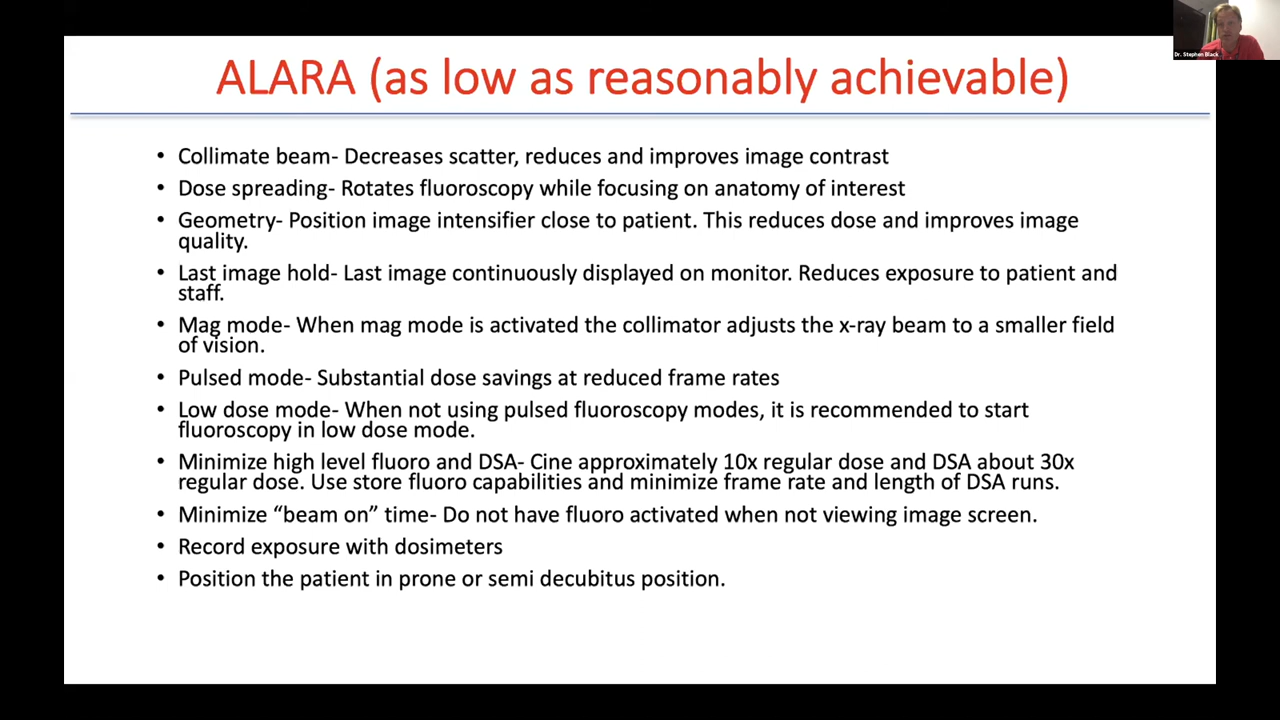 Dr. Stephen Black
ALARA (as low as reasonably achievable)
• Collimate beam- Decreases scatter, reduces and improves image contrast
• Dose spreading- Rotates fluoroscopy while focusing on anatomy of interest
• Geometry- Position image intensifier close to patient. This reduces dose and improves image
quality.
• Last image hold- Last image continuously displayed on monitor. Reduces exposure to patient and
staff.
• Mag mode- When mag mode is activated the collimator adjusts the x-ray beam to a smaller field
of vision.
• Pulsed mode- Substantial dose savings at reduced frame rates
• Low dose mode- When not using pulsed fluoroscopy modes, it is recommended to start
fluoroscopy in low dose mode.
• Minimize high level fluoro and DSA- Cine approximately 10x regular dose and DSA about 30x
regular dose. Use store fluoro capabilities and minimize frame rate and length of DSA runs.
• Minimize “beam on” time- Do not have fluoro activated when not viewing image screen.
• Record exposure with dosimeters
• Position the patient in prone or semi decubitus position.